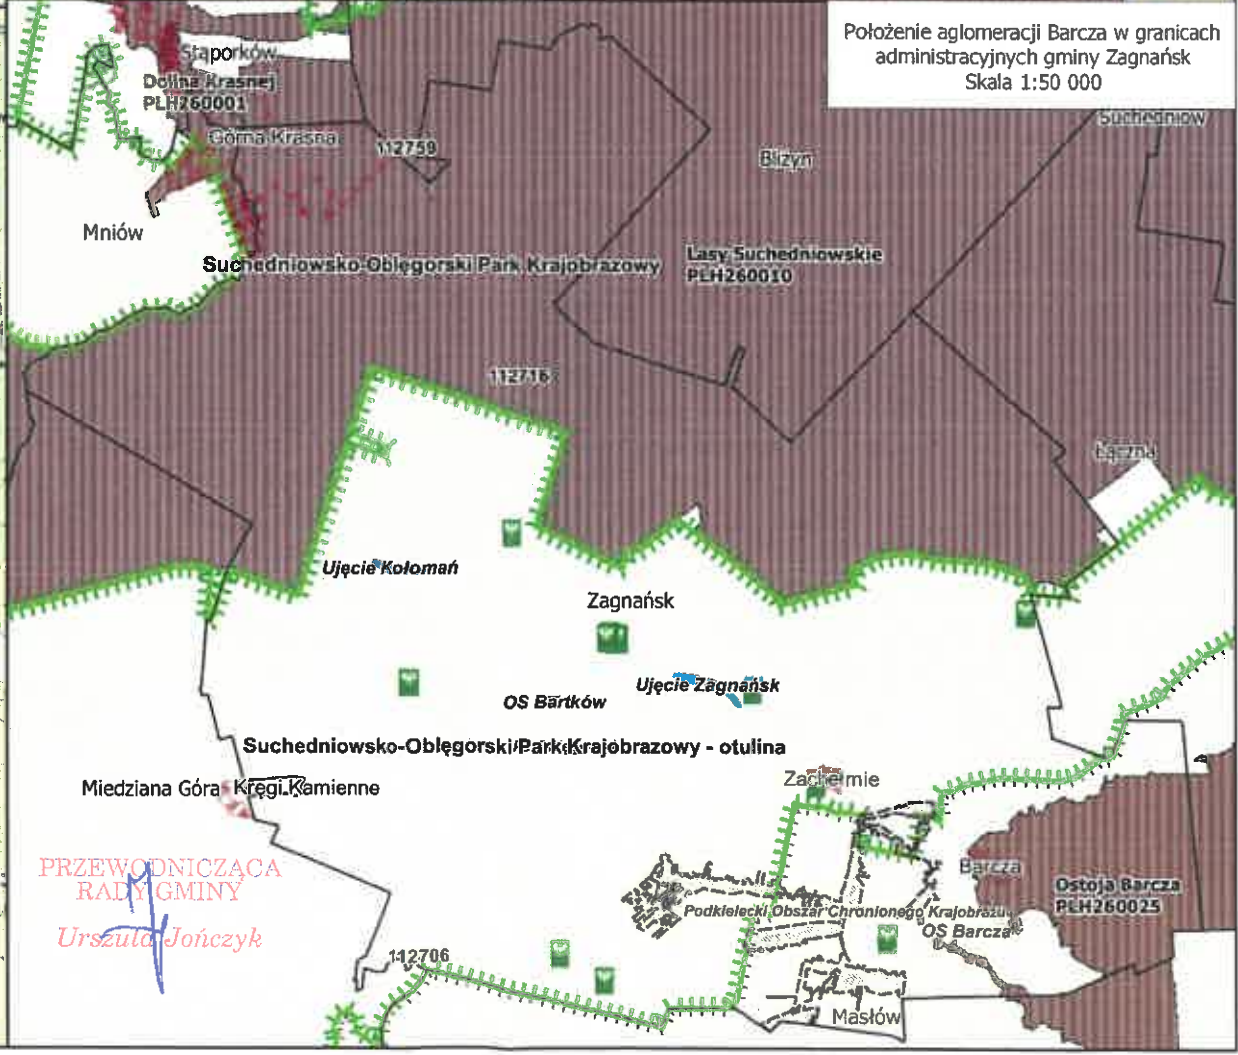 Położenie aglomeracji Barcza w granicach
administracyjnych gminy Zagnańsk
Skala 1:50 000
Stąporków
Dolina Krasnej
PLH260001
Górna Krasna
112759
Suchedniów
Bliżyn
Mniów
Suchedniowsko-Oblęgorski Park Krajobrazowy
Lasy Suchedniowskie
PLH260010
112716
Łączna
Ujęcie Kołomań
Zagnańsk
Ujęcie Zagnańsk
OS Bartków
Suchedniowsko-Oblęgorski Park Krajobrazowy - otulina
Zachełmie
Miedziana Góra
Kręgi Kamienne
PRZEWODNICZĄCA
RADY GMINY
Urszula Jończyk
Barcza
Ostoja Barcza
PLH260025
Podkielecki Obszar Chronionego Krajobrazu
OS Barcza
112706
Masłów